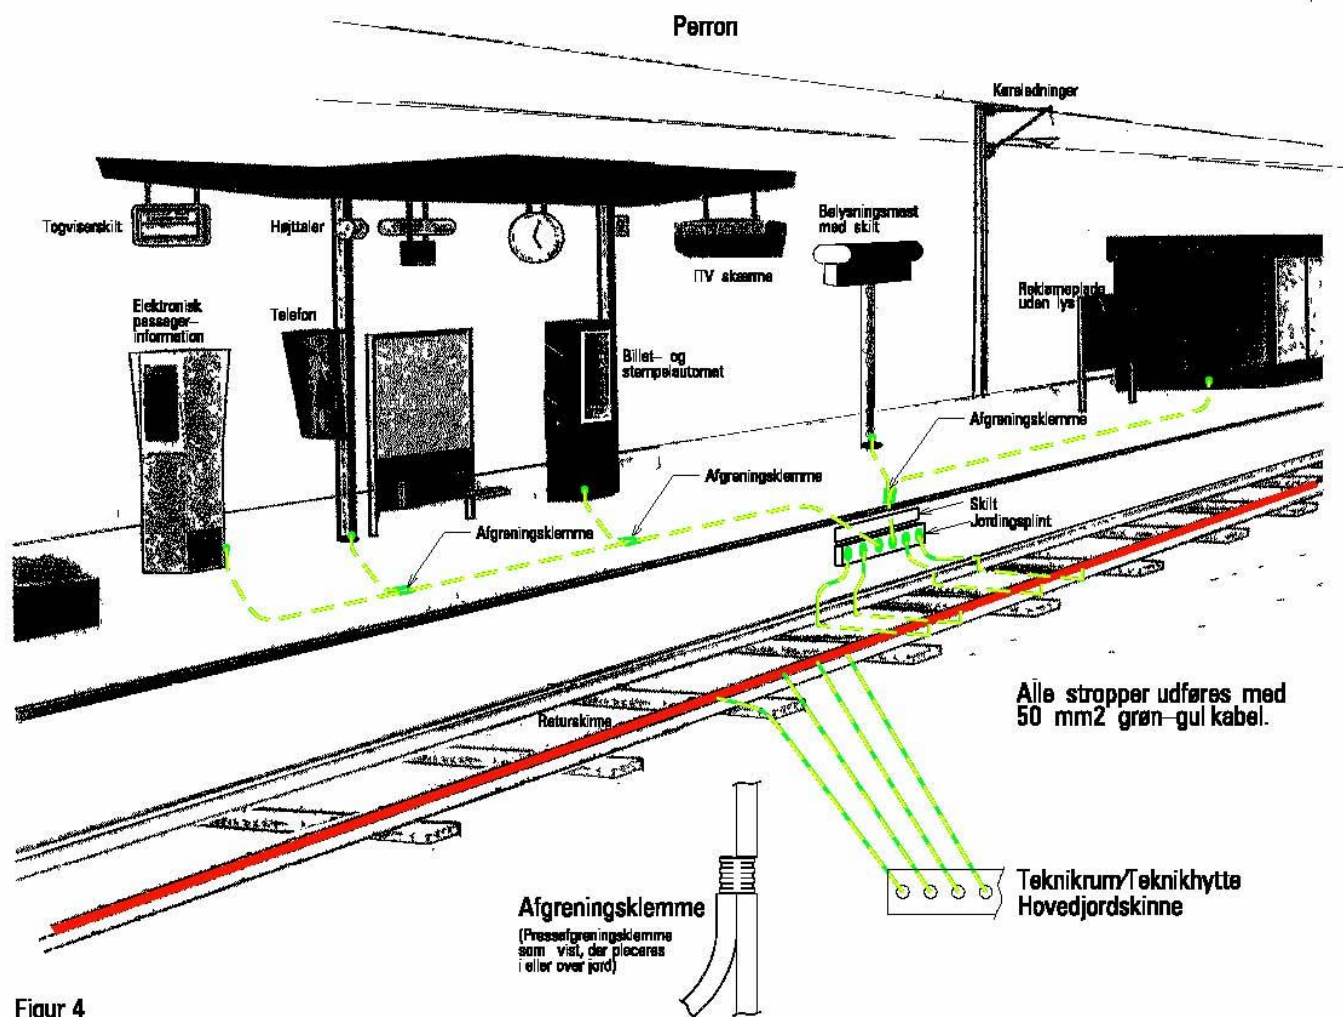 Perron
Køreledninger
Togviserskilt
Højttaler
Belysningsmast
med skilt
ITV skærme
Reklameplade
uden lys
Elektronisk
passager-
information
Telefon
Billet- og
stempelautomat
Afgreningsklemme
Afgreningsklemme
Afgreningsklemme
Skilt
Jordingsplint
Returskinne
Alle stropper udføres med
50 mm2 grøn-gul kabel.
Teknikrum/Teknikhytte
Hovedjordskinne
Afgreningsklemme
(Presafgreningsklemme
som vist, der placeres
i eller over jord)
Figur 4